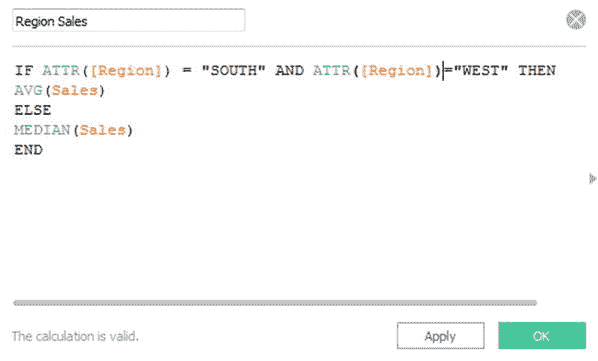 Region Sales
IF ATTR([Region]) = "SOUTH" AND ATTR([Region])="WEST" THEN
AVG(Sales)
ELSE
MEDIAN(Sales)
END
The calculation is valid.
Apply
OK